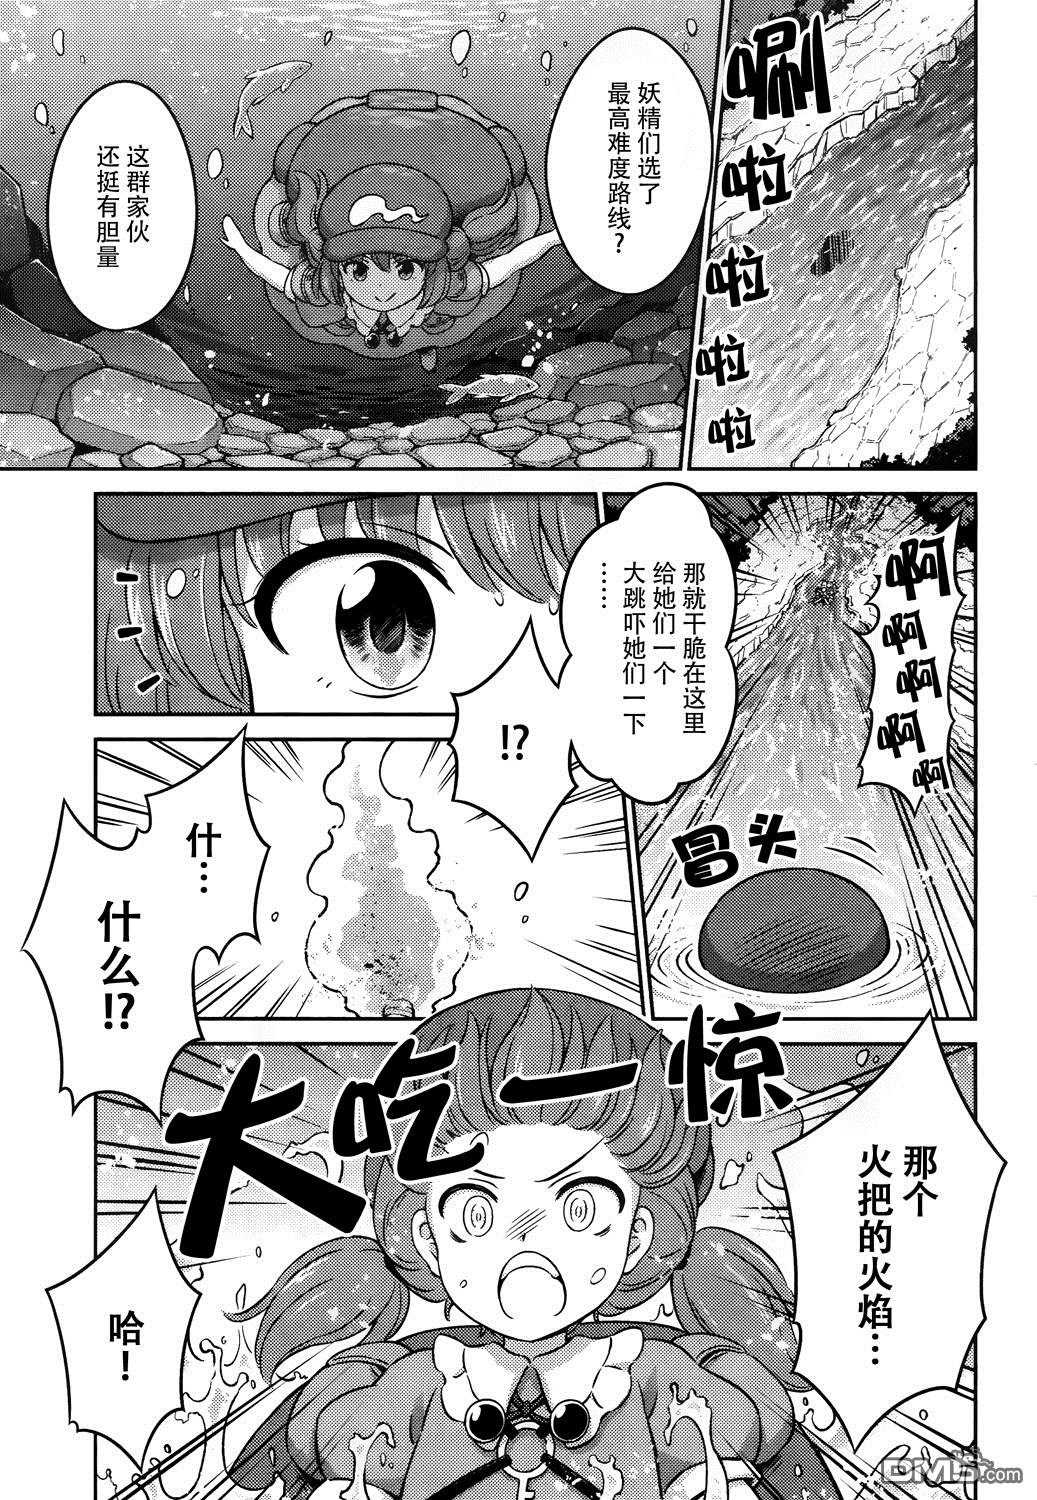 唰
啦
啦
啦
啦
妖精们选了
最高难度路线?
这群家伙
还挺有胆量
啊
啊
啊
啊
啊
那就干脆在这里
给她们一个
大跳吓她们一下
……
冒头
!?
什…
什么!?
大吃一惊
那个
火把的火焰…
哈!